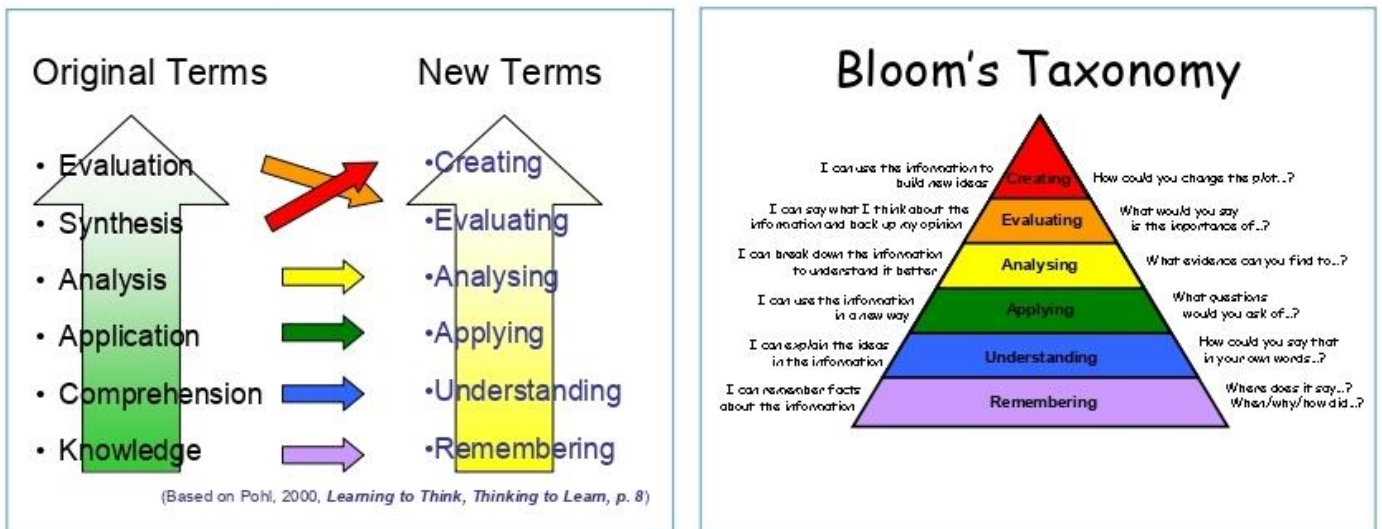 Original Terms
New Terms
• Evaluation
• Synthesis
• Analysis
• Application
• Comprehension
• Knowledge
•Creating
•Evaluating
•Analysing
•Applying
•Understanding
•Remembering
(Based on Pohl, 2000, Learning to Think, Thinking to Learn, p. 8)
Bloom's Taxonomy
I can use the information to
build new ideas
Creating
How could you change the plot..?
I can say what I think about the
information and back up my opinion
Evaluating
What would you say
is the importance of..?
I can break down the information
to understand it better
Analysing
What evidence can you find to..?
I can use the information
in a new way
Applying
What questions
would you ask of..?
I can explain the ideas
in the information
Understanding
How could you say that
in your own words..?
I can remember facts
about the information
Remembering
Where does it say..?
When/why/how did..?